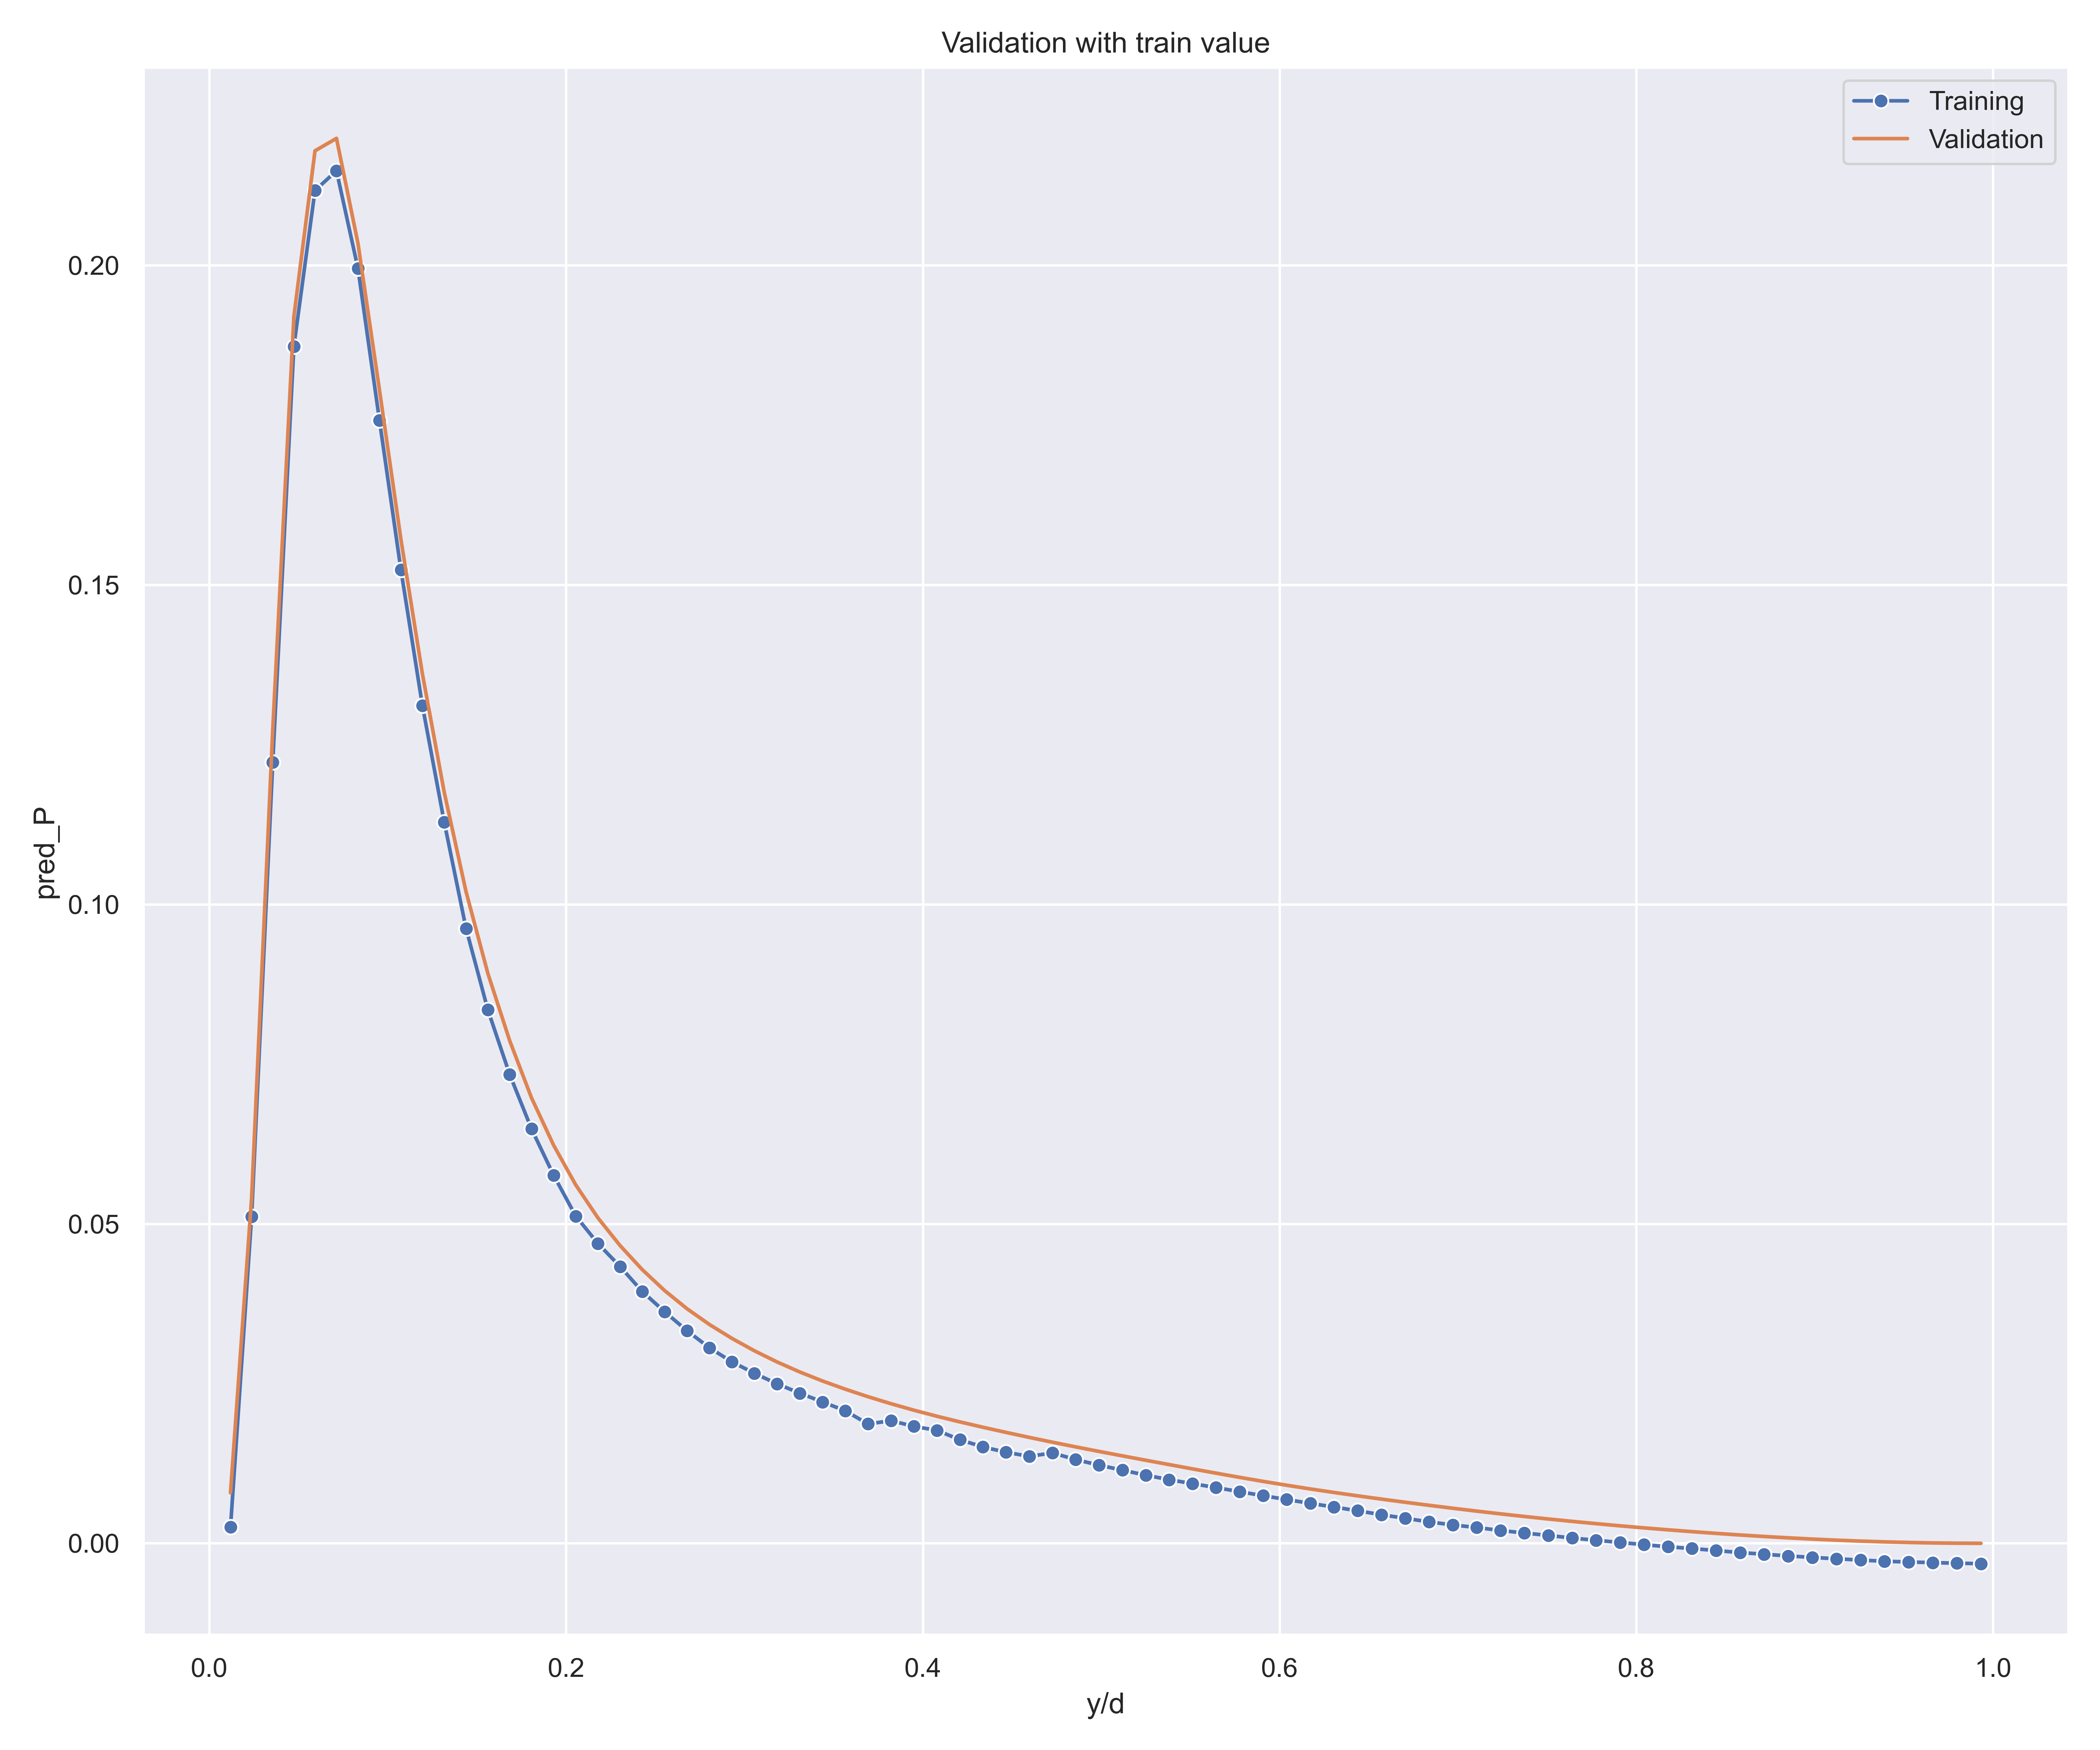 Validation with train value
Training
Validation
pred_P
0.20
0.15
0.10
0.05
0.00
0.0 0.2 0.4 0.6 0.8 1.0
y/d